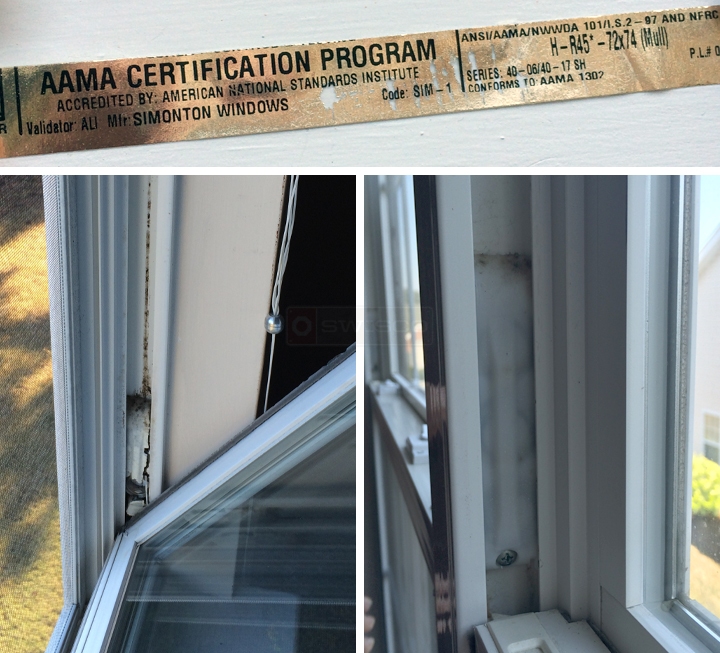 AAMA CERTIFICATION PROGRAM
ACCREDITED BY: AMERICAN NATIONAL STANDARDS INSTITUTE
Validator: ALI Mfr: SIMONTON WINDOWS
Code: SIM-1
ANSI/AAMA/NWWDA 101/I.S.2-97 AND NFRC
H-R45*-72x74 (Mull)
P.L.# 0
SERIES: 40-06/40-17 SH
CONFORMS TO AAMA 1302
swisco